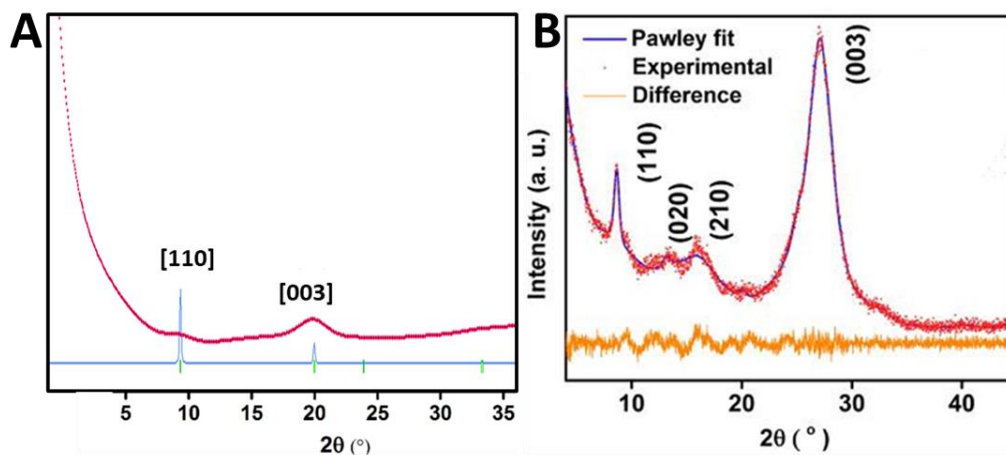 A
[110]
[003]
5 10 15 20 25 30 35
2θ (°)
B
Pawley fit
Experimental
Difference
(110)
(020)
(210)
(003)
Intensity (a. u.)
10 20 30 40
2θ ( ° )